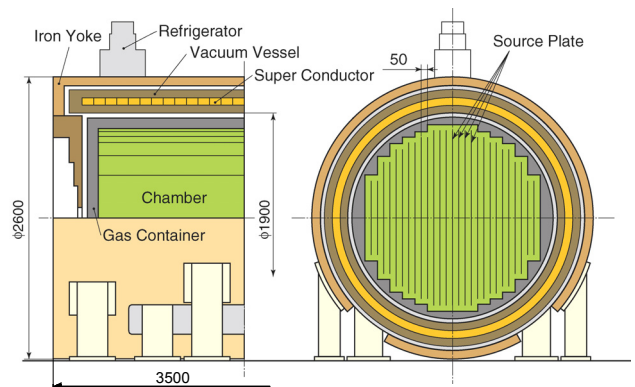 Refrigerator
Iron Yoke
Vacuum Vessel
Super Conductor
50
Source Plate
Chamber
Gas Container
ϕ2600
ϕ1900
3500